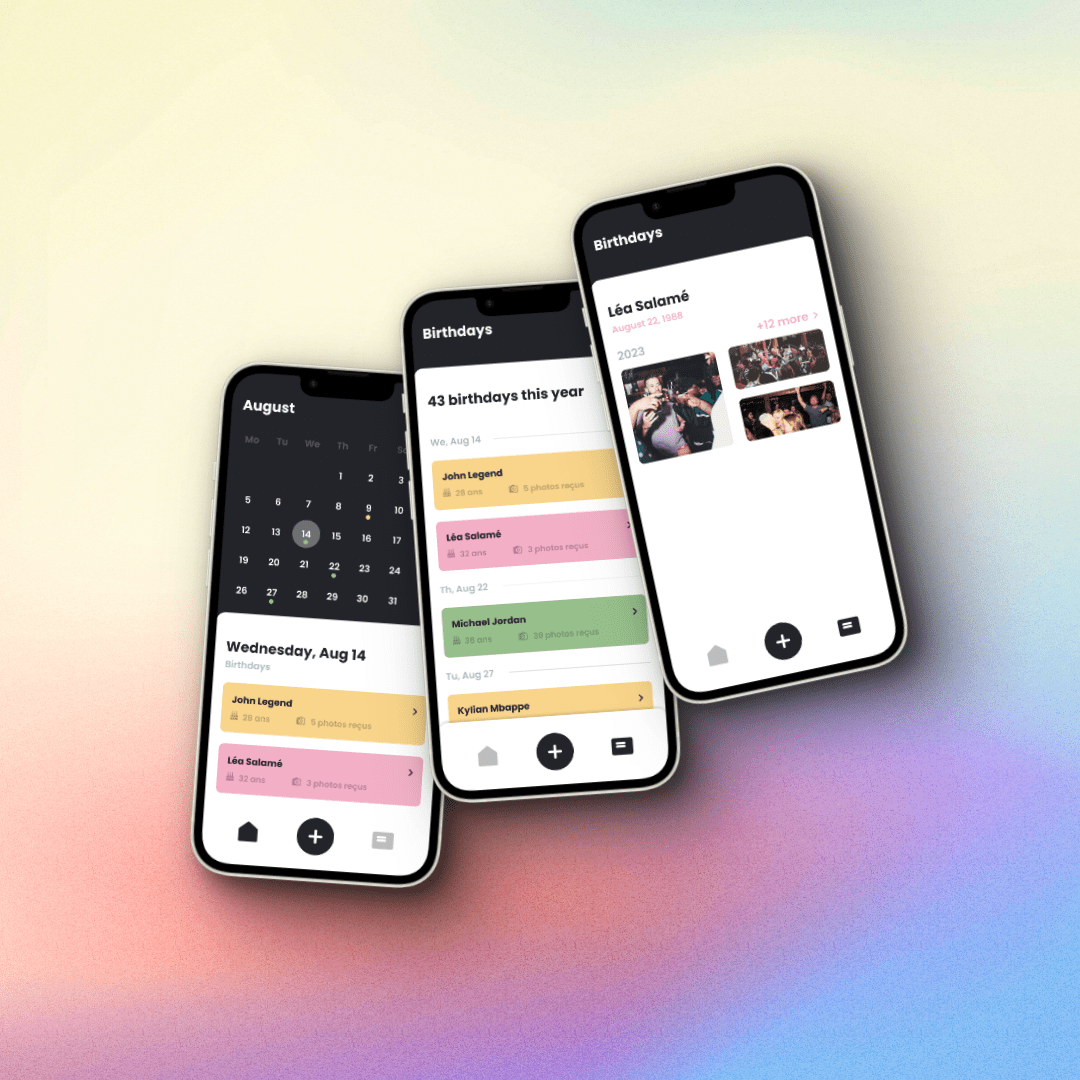 August
Mo Tu We Th Fr
1 2 3
5 6 7 8 9 10
12 13 14 15 16 17
19 20 21 22 23 24
26 27 28 29 30 31
Wednesday, Aug 14
Birthdays
John Legend
28 ans 5 photos reçus
Léa Salamé
32 ans 3 photos reçus
Birthdays
43 birthdays this year
We, Aug 14
John Legend
28 ans 5 photos reçus
Léa Salamé
32 ans 3 photos reçus
Th, Aug 22
Michael Jordan
36 ans 39 photos reçus
Tu, Aug 27
Kylian Mbappe
Birthdays
Léa Salamé
August 22, 1988
+12 more
2023